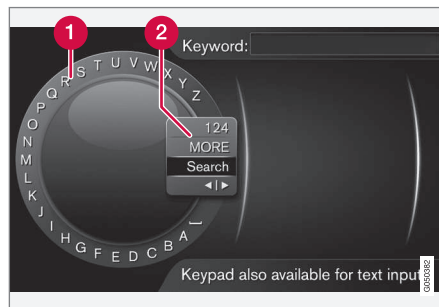 1
2
Keyword:
A B C D E F G H I J K L M N O P Q R S T U V W X Y Z
124
MORE
Search
◄|►
Keypad also available for text input
G050382